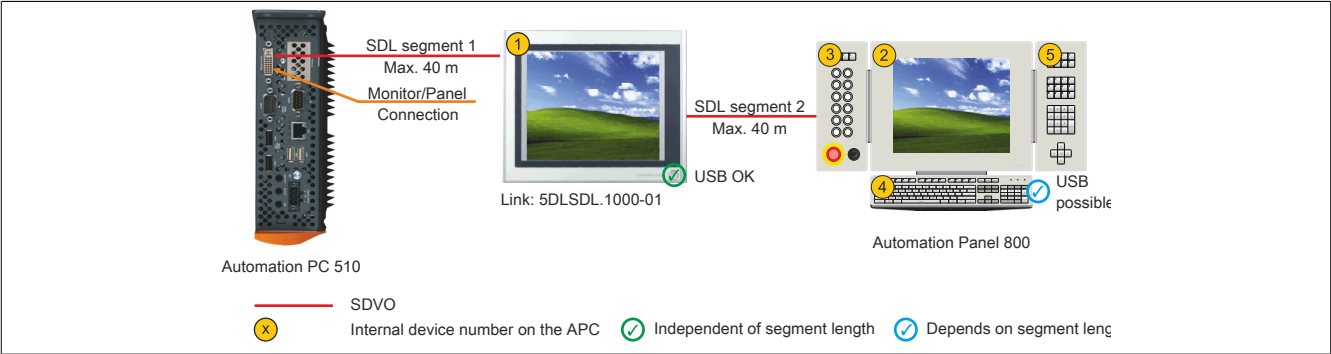 SDL segment 1
Max. 40 m
Monitor/Panel
Connection
Automation PC 510
1
USB OK
Link: 5DLSDL.1000-01
SDL segment 2
Max. 40 m
3
2
5
4
USB
possible
Automation Panel 800
SDVO
x
Internal device number on the APC
Independent of segment length
Depends on segment leng